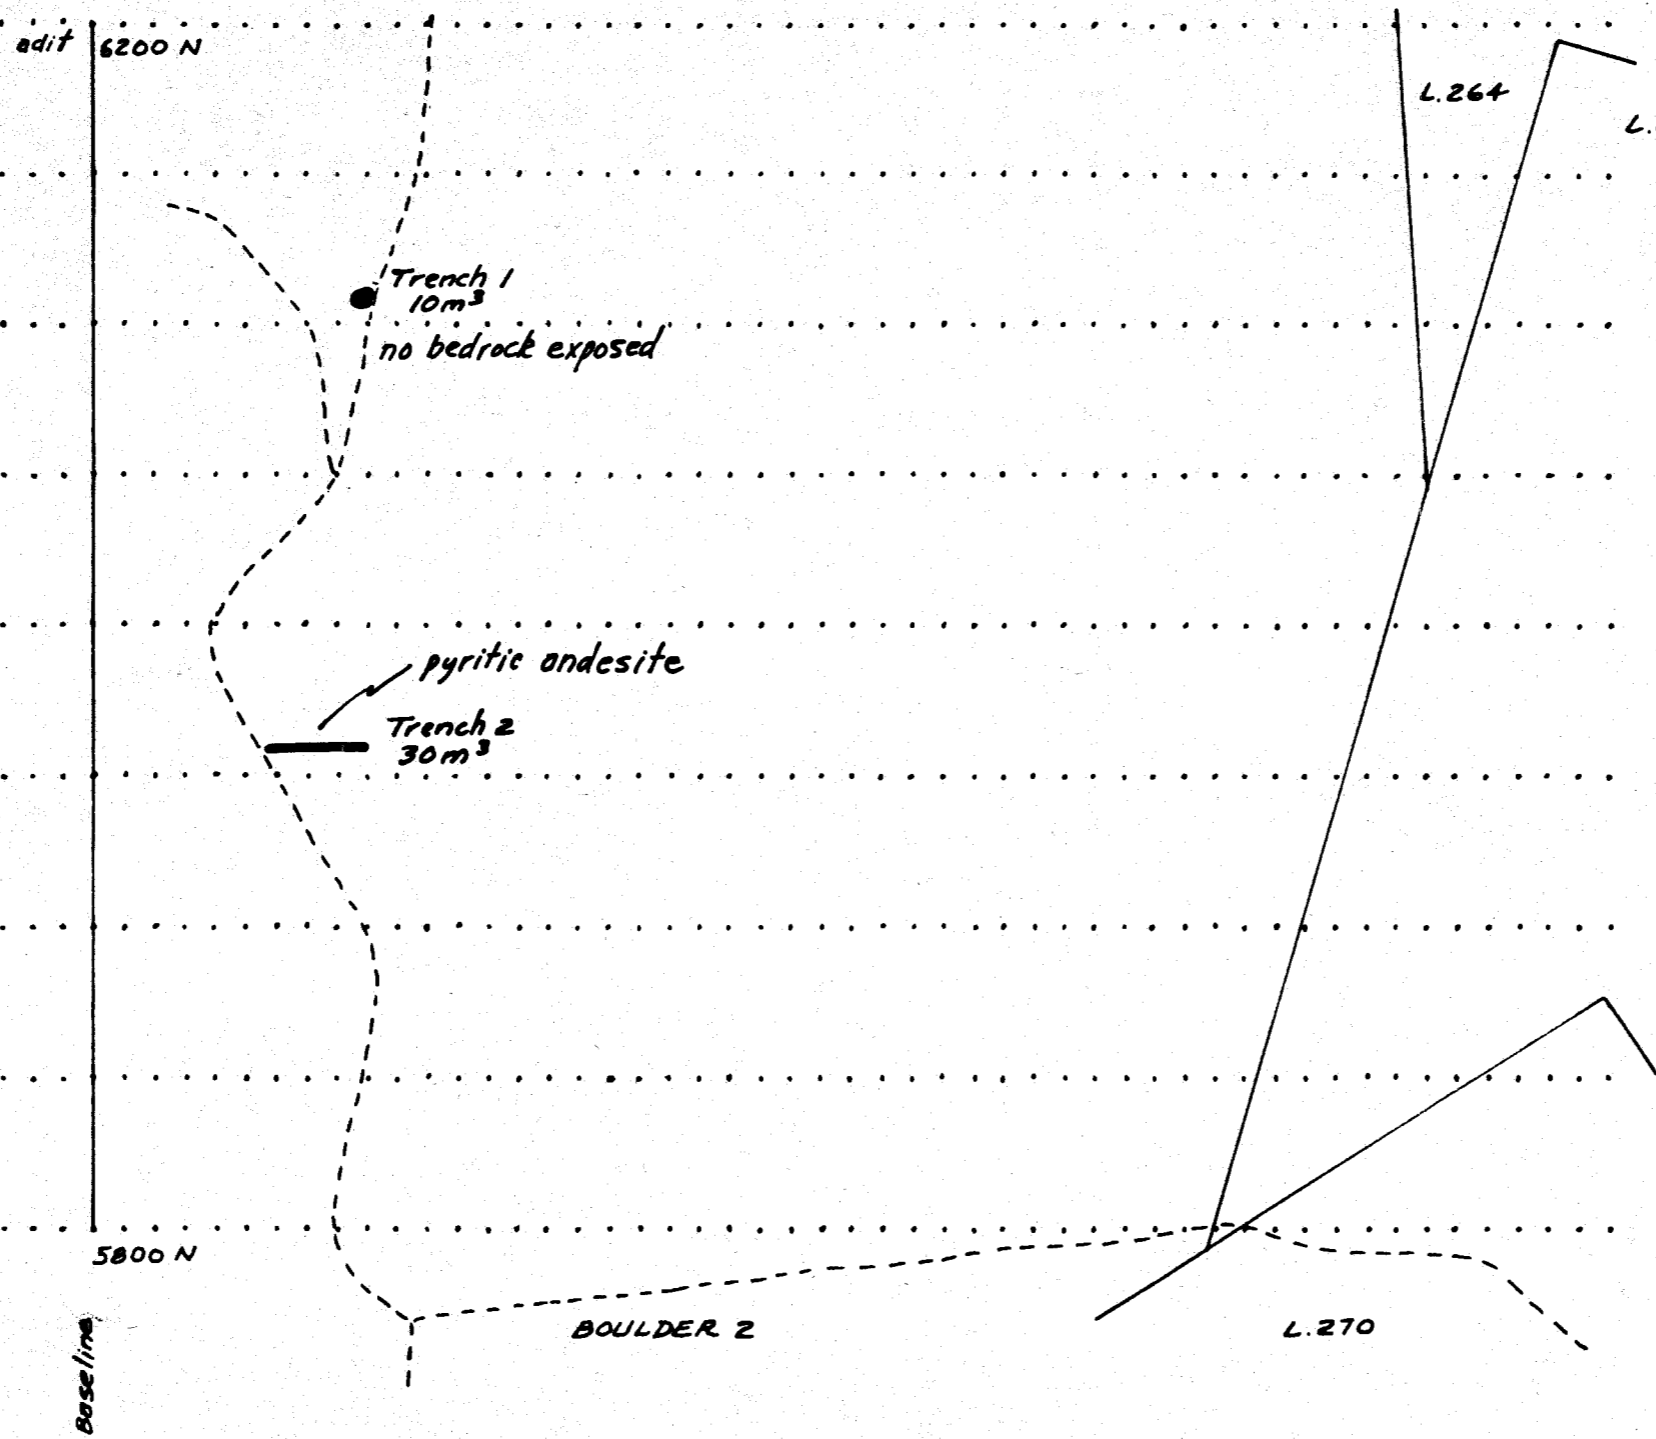 adit
6200 N
L.264
L.
Trench 1
10m³
no bedrock exposed
pyritic andesite
Trench 2
30m³
5800 N
BOULDER 2
L.270
Baseline